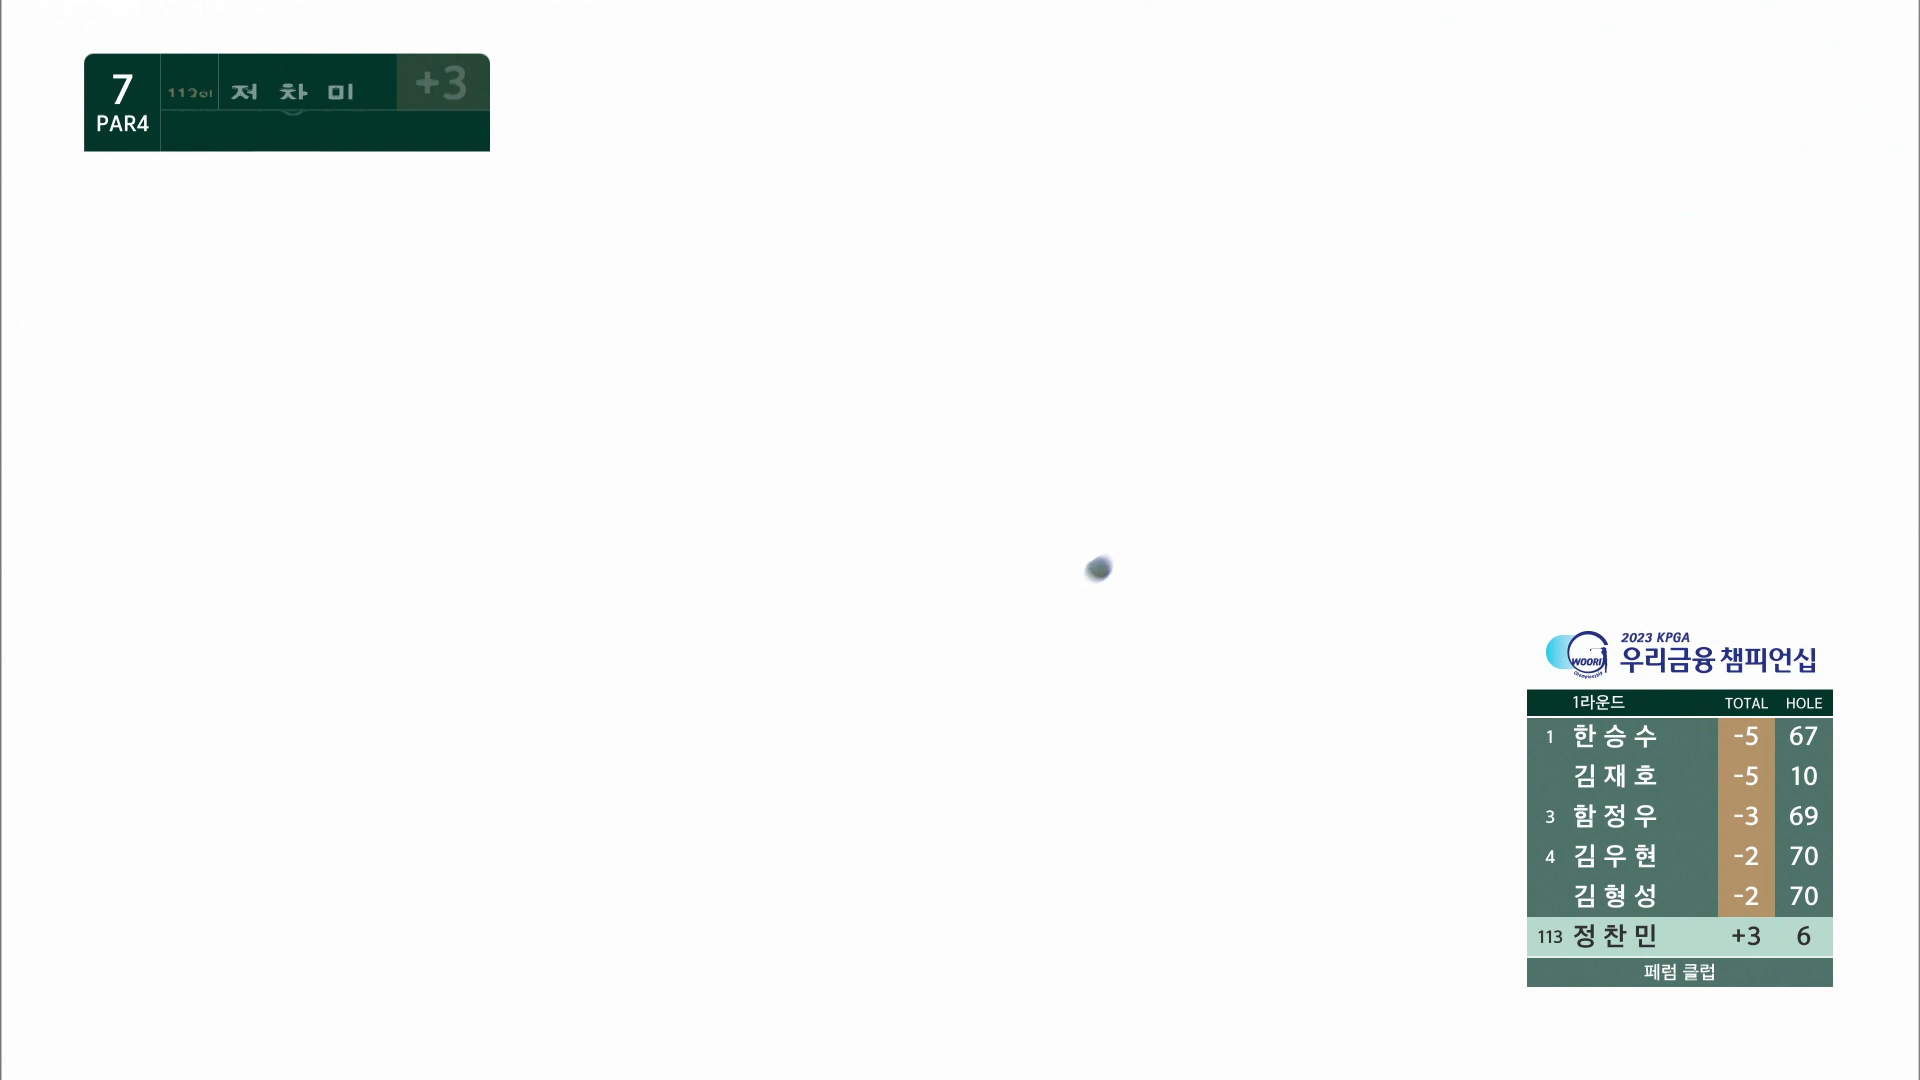 7
PAR4
+3
2023 KPGA
우리금융 챔피언십
WOORI
1라운드 TOTAL HOLE
1 한승수 -5 67
김재호 -5 10
3 함정우 -3 69
4 김우현 -2 70
김형성 -2 70
113 정찬민 +3 6
페럼 클럽